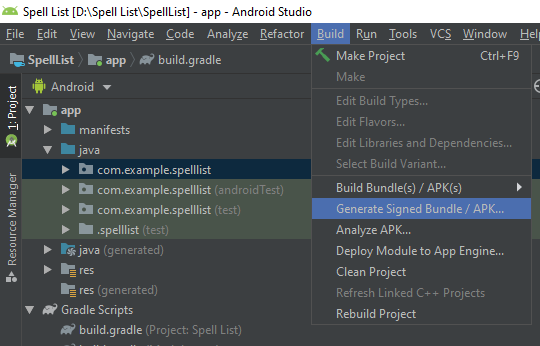 Spell List [D:\Spell List\SpellList] - app - Android Studio
File Edit View Navigate Code Analyze Refactor Build Run Tools VCS Window He
SpellList app build.gradle
Android
1: Project
Resource Manager
app
manifests
java
com.example.spelllist
com.example.spelllist (androidTest)
com.example.spelllist (test)
.spelllist (test)
java (generated)
res
res (generated)
Gradle Scripts
build.gradle (Project: Spell List)
Make Project Ctrl+F9
Make
Edit Build Types...
Edit Flavors...
Edit Libraries and Dependencies...
Select Build Variant...
Build Bundle(s) / APK(s)
Generate Signed Bundle / APK...
Analyze APK...
Deploy Module to App Engine...
Clean Project
Refresh Linked C++ Projects
Rebuild Project